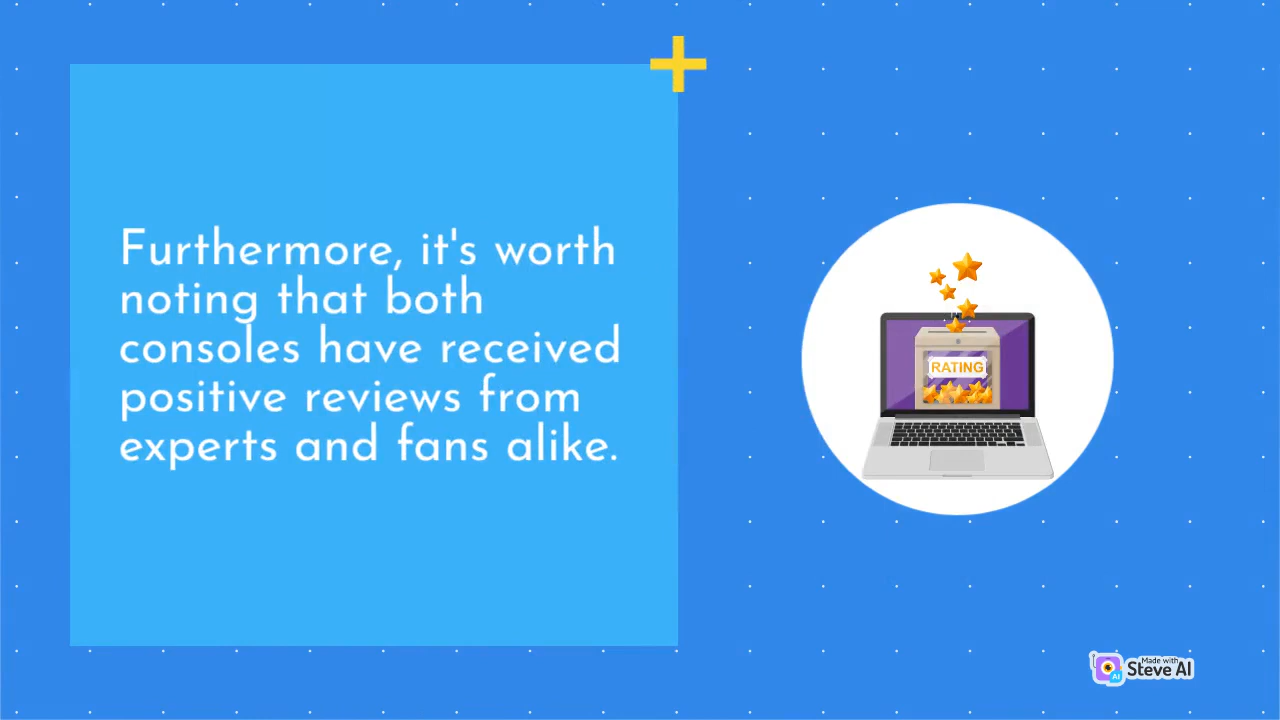 Furthermore, it's worth
noting that both
consoles have received
positive reviews from
experts and fans alike.
RATING
Made with
Steve AI
AI